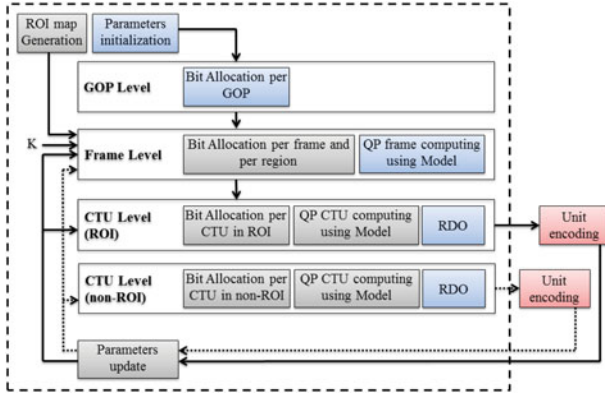 ROI map
Generation
Parameters
initialization
GOP Level
Bit Allocation per
GOP
K
Frame Level
Bit Allocation per frame and
per region
QP frame computing
using Model
CTU Level
(ROI)
Bit Allocation per
CTU in ROI
QP CTU computing
using Model
RDO
Unit
encoding
CTU Level
(non-ROI)
Bit Allocation per
CTU in non-ROI
QP CTU computing
using Model
RDO
Unit
encoding
Parameters
update